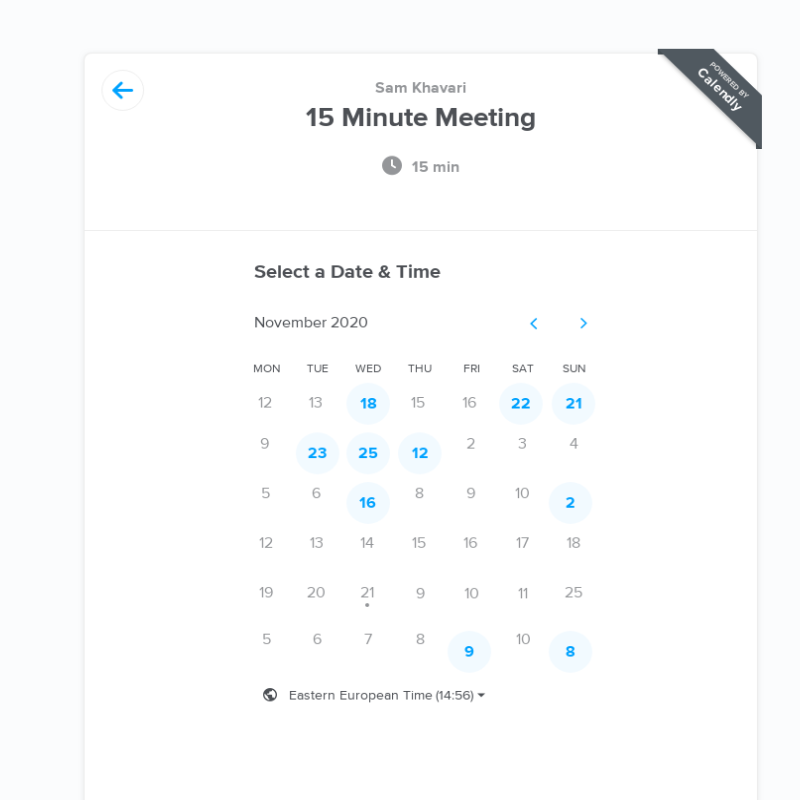 Sam Khavari
POWERED BY
Calendly
15 Minute Meeting
15 min
Select a Date & Time
November 2020
MON TUE WED THU FRI SAT SUN
12 13 18 15 16 22 21
9 23 25 12 2 3 4
5 6 16 8 9 10 2
12 13 14 15 16 17 18
19 20 21 9 10 11 25
5 6 7 8 9 10 8
Eastern European Time (14:56)